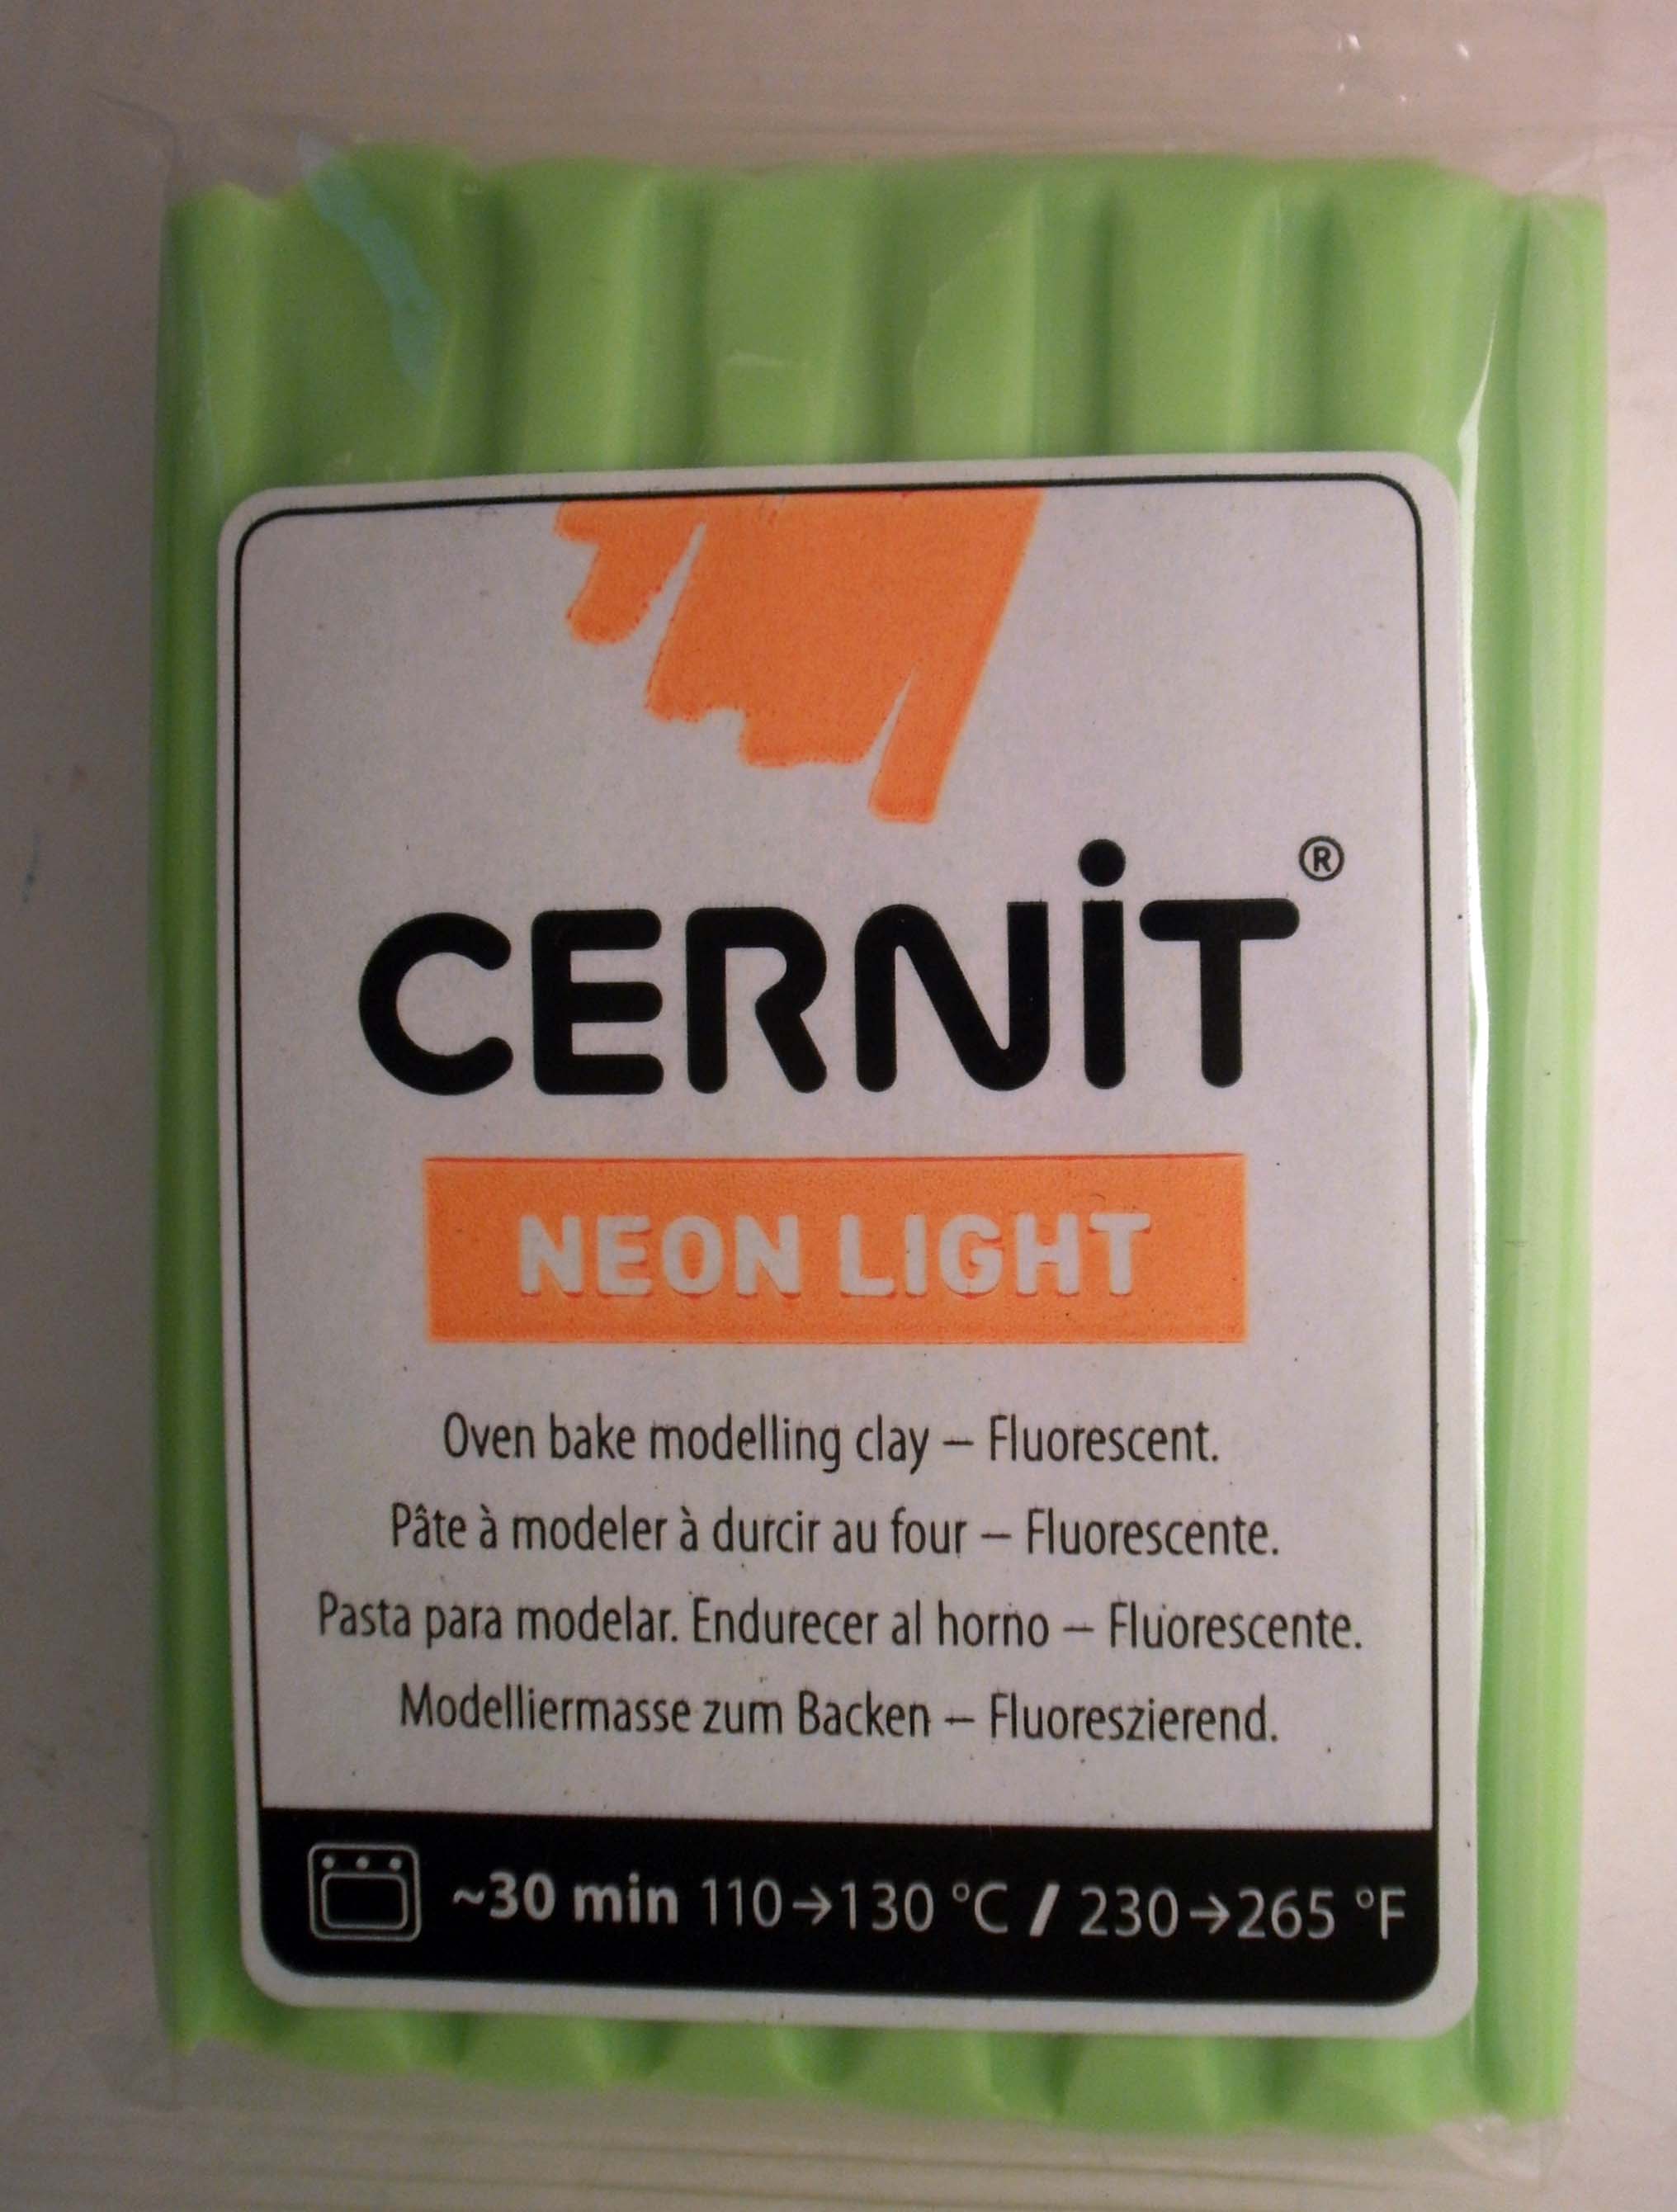 CERNiT®
NEON LIGHT
Oven bake modelling clay – Fluorescent.
Pâte à modeler à durcir au four – Fluorescente.
Pasta para modelar. Endurecer al horno – Fluorescente.
Modelliermasse zum Backen – Fluoreszierend.
~30 min 110→130 °C / 230→265 °F